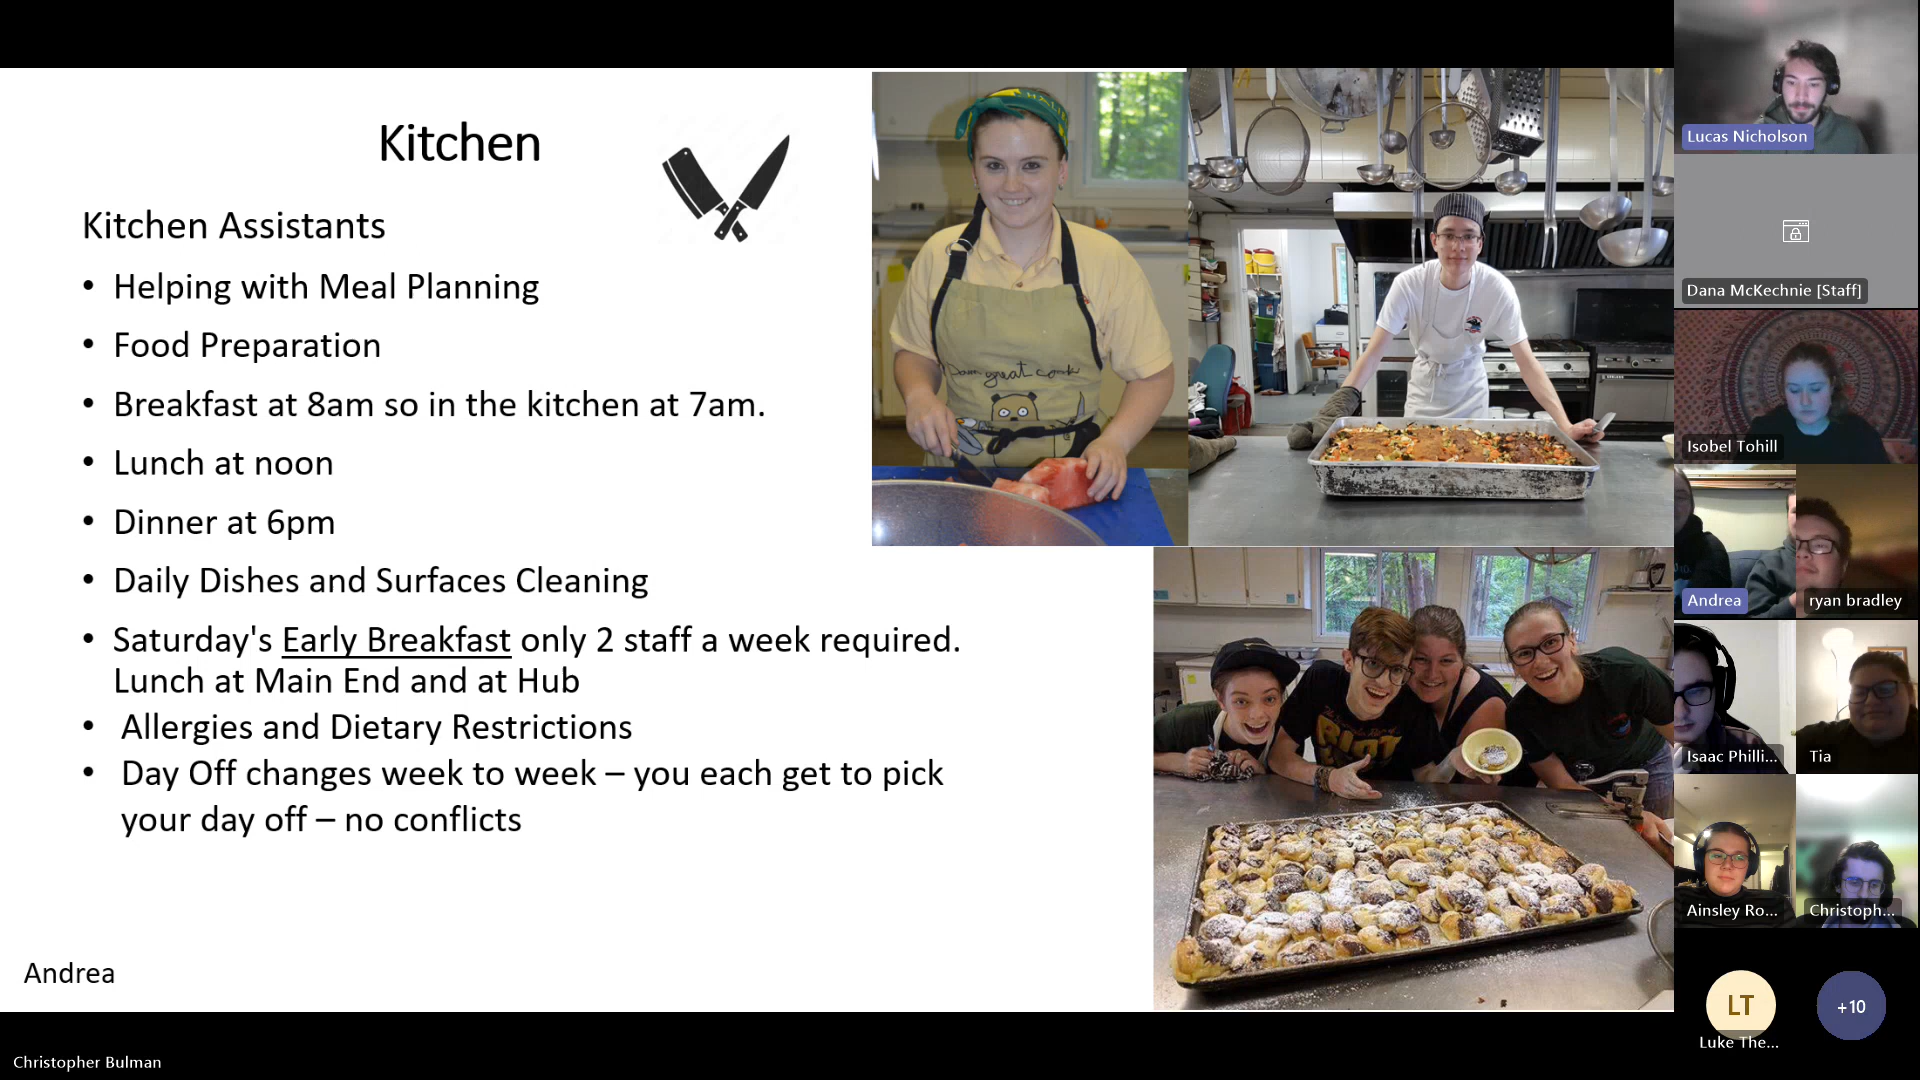 Kitchen
Kitchen Assistants
• Helping with Meal Planning
• Food Preparation
• Breakfast at 8am so in the kitchen at 7am.
• Lunch at noon
• Dinner at 6pm
• Daily Dishes and Surfaces Cleaning
• Saturday's Early Breakfast only 2 staff a week required.
Lunch at Main End and at Hub
• Allergies and Dietary Restrictions
• Day Off changes week to week – you each get to pick
your day off – no conflicts
Andrea
Christopher Bulman
great cook
RIOT
Lucas Nicholson
Dana McKechnie [Staff]
Isobel Tohill
Andrea
ryan bradley
Isaac Philli...
Tia
Ainsley Ro...
Christoph...
LT
Luke The...
+10